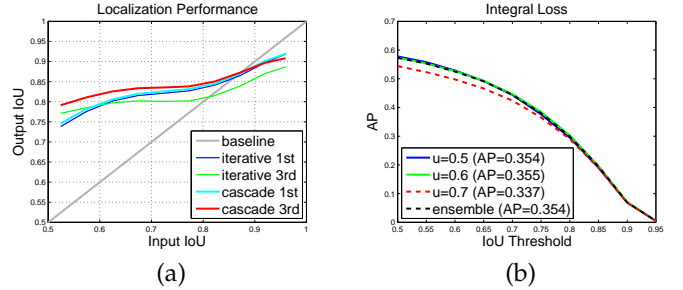 Localization Performance
Output IoU
1
0.95
0.9
0.85
0.8
0.75
0.7
0.65
0.6
0.55
0.5
baseline
iterative 1st
iterative 3rd
cascade 1st
cascade 3rd
0.5 0.6 0.7 0.8 0.9 1
Input IoU
(a)
Integral Loss
AP
0.7
0.6
0.5
0.4
0.3
0.2
0.1
0
u=0.5 (AP=0.354)
u=0.6 (AP=0.355)
u=0.7 (AP=0.337)
ensemble (AP=0.354)
0.5 0.55 0.6 0.65 0.7 0.75 0.8 0.85 0.9 0.95
IoU Threshold
(b)